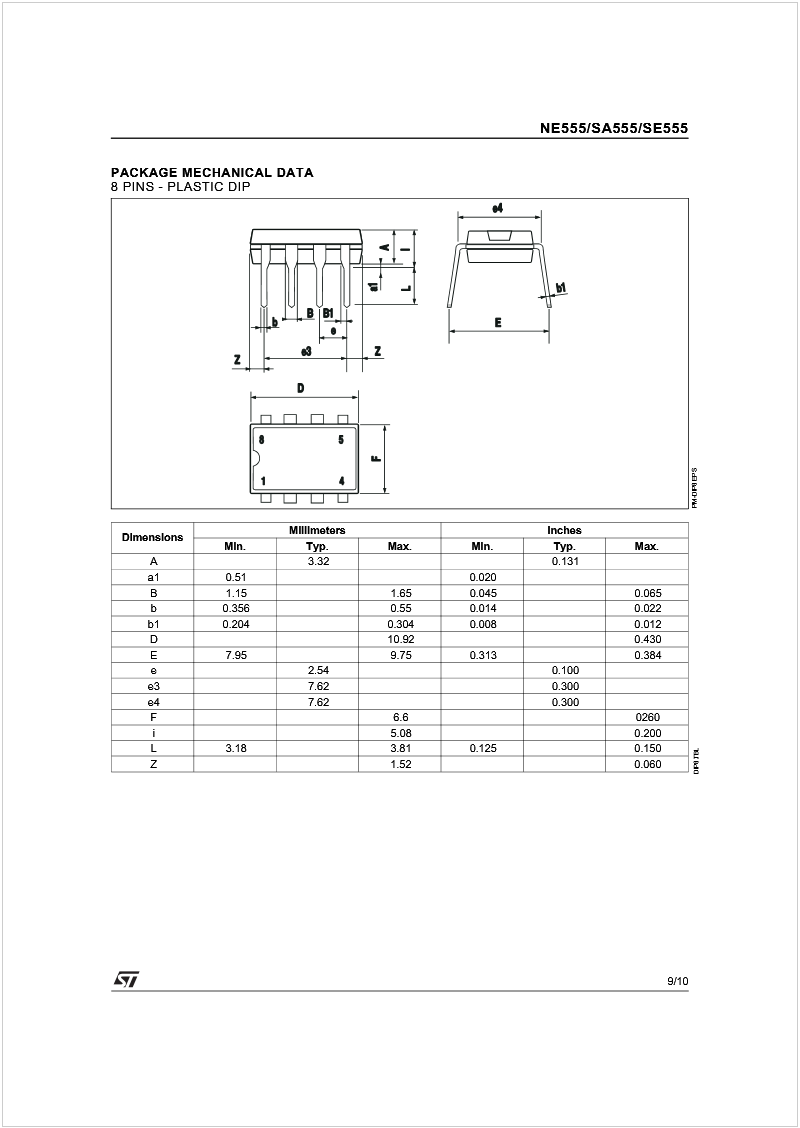 NE555/SA555/SE555
PACKAGE MECHANICAL DATA
8 PINS - PLASTIC DIP
e4
A
I
a1
L
b1
b
B
B1
e
E
Z
e3
Z
D
8
5
F
1
4
PM-DIP8.EPS
Dimensions Millimeters Inches
Min. Typ. Max. Min. Typ. Max.
A 3.32 0.131
a1 0.51 0.020
B 1.15 1.65 0.045 0.065
b 0.356 0.55 0.014 0.022
b1 0.204 0.304 0.008 0.012
D 10.92 0.430
E 7.95 9.75 0.313 0.384
e 2.54 0.100
e3 7.62 0.300
e4 7.62 0.300
F 6.6 0260
i 5.08 0.200
L 3.18 3.81 0.125 0.150
Z 1.52 0.060
DIP8.TBL
ST
9/10